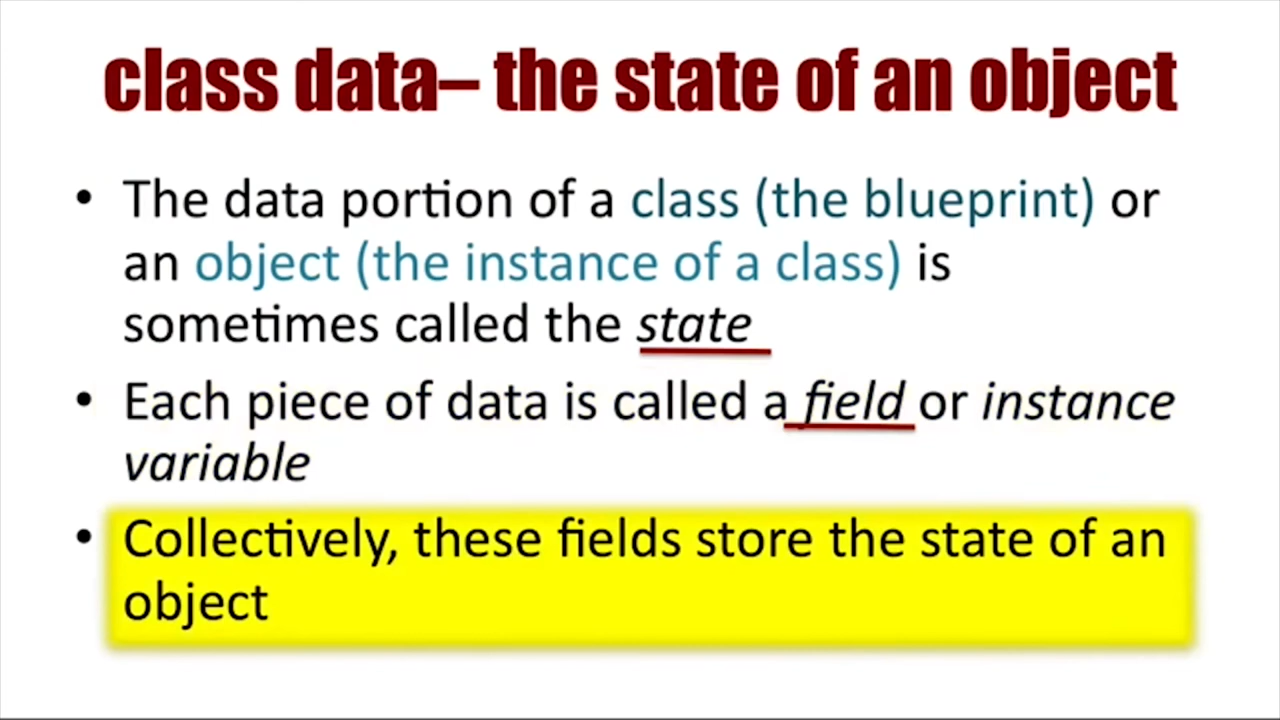 class data– the state of an object
• The data portion of a class (the blueprint) or
an object (the instance of a class) is
sometimes called the state
• Each piece of data is called a field or instance
variable
• Collectively, these fields store the state of an
object